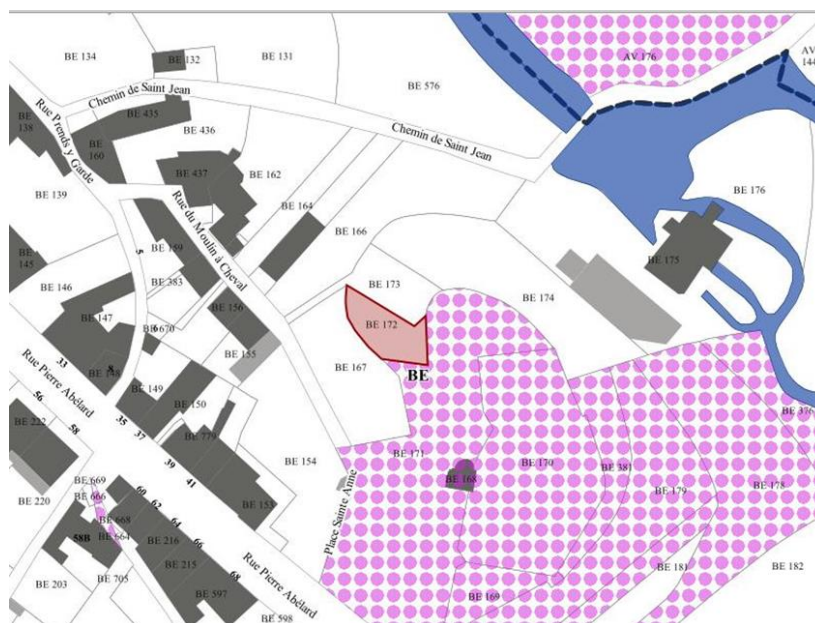 BE 134
BE 132
BE 131
AV 176
AV 144
BE 576
Chemin de Saint Jean
BE 435
BE 138
Rue Prends y Garde
BE 436
Chemin de Saint Jean
BE 160
BE 437
BE 162
BE 139
BE 176
BE 164
Rue du Moulin à Cheval
BE 166
5
BE 159
BE 145
BE 175
BE 146
BE 383
BE 173
BE 174
BE 156
BE 147
BE 670
6
BE 172
33
BE 155
8
BE 148
BE 167
BE
Rue Pierre Abélard
56
BE 149
BE 150
35
BE 376
BE 222
58
37
BE 779
39
BE 171
BE 154
BE 170
BE 381
41
BE 669
BE 168
BE 178
BE 220
BE 666
60
BE 153
BE 179
62
BE 668
64
Place Sainte Anne
58B
BE 664
BE 216
66
BE 215
BE 181
BE 182
BE 203
BE 705
68
Rue Pierre Abélard
BE 597
BE 169
BE 598